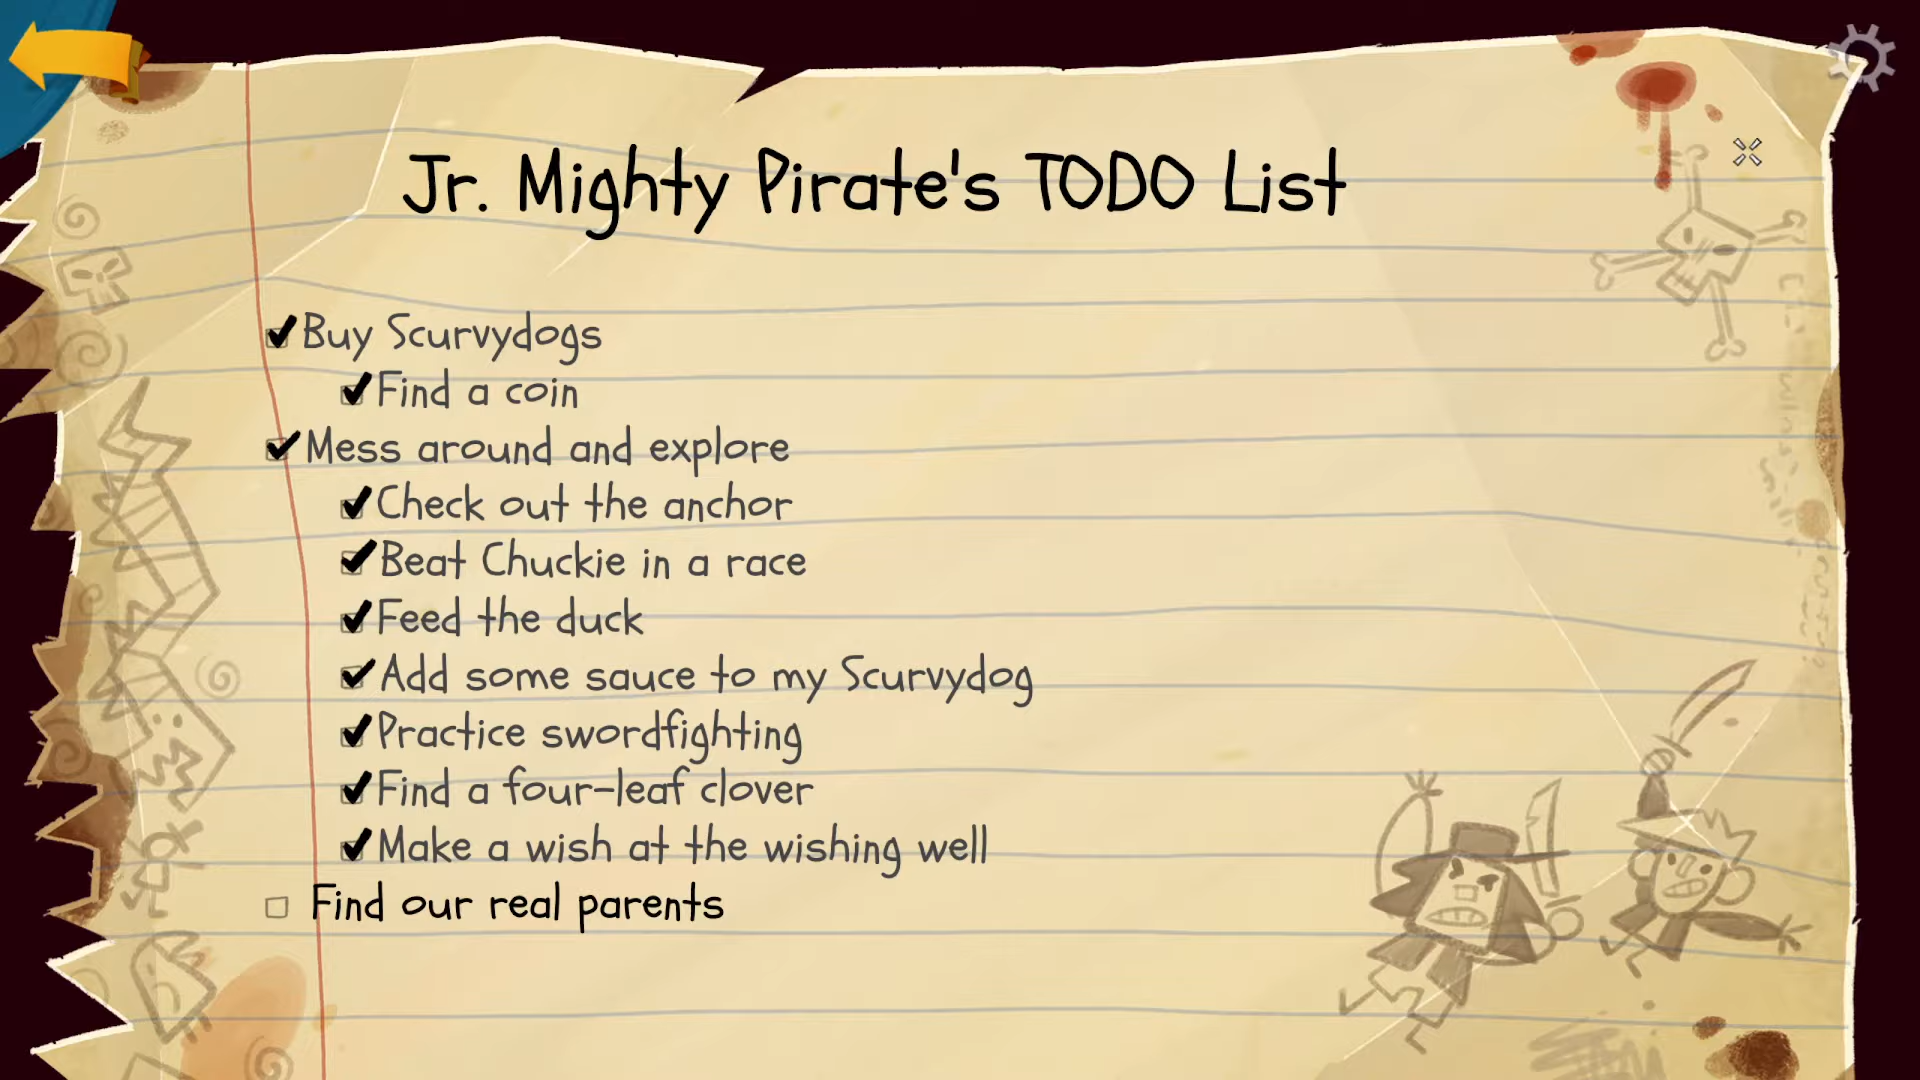 Jr. Mighty Pirate's TODO List
Buy Scurvydogs
Find a coin
Mess around and explore
Check out the anchor
Beat Chuckie in a race
Feed the duck
Add some sauce to my Scurvydog
Practice swordfighting
Find a four-leaf clover
Make a wish at the wishing well
Find our real parents